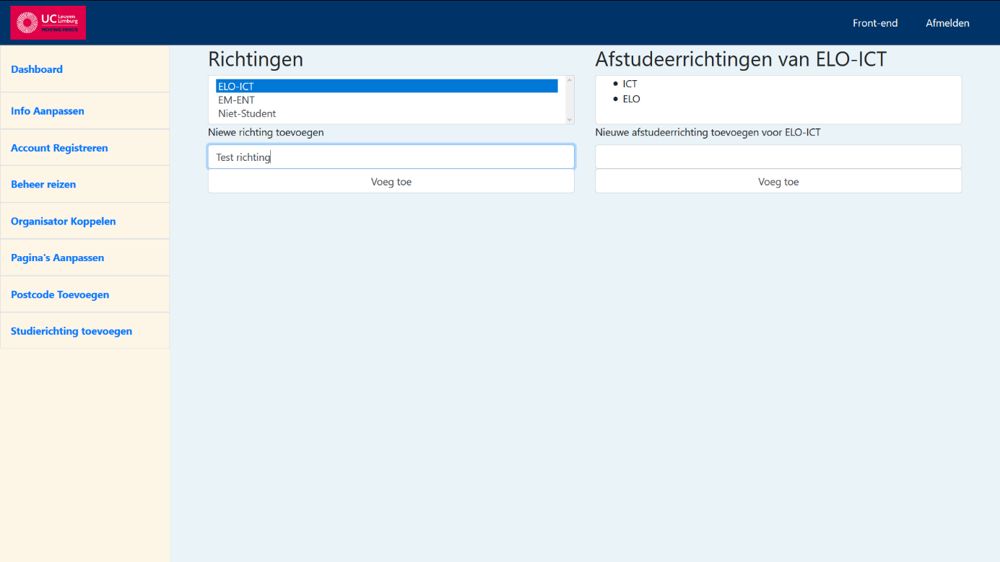 UC Leuven
Limburg
MOVING MINDS
Front-end
Afmelden
Dashboard
Info Aanpassen
Account Registreren
Beheer reizen
Organisator Koppelen
Pagina's Aanpassen
Postcode Toevoegen
Studierichting toevoegen
Richtingen
ELO-ICT
EM-ENT
Niet-Student
Niewe richting toevoegen
Test richting
Voeg toe
Afstudeerrichtingen van ELO-ICT
ICT
ELO
Nieuwe afstudeerrichting toevoegen voor ELO-ICT
Voeg toe